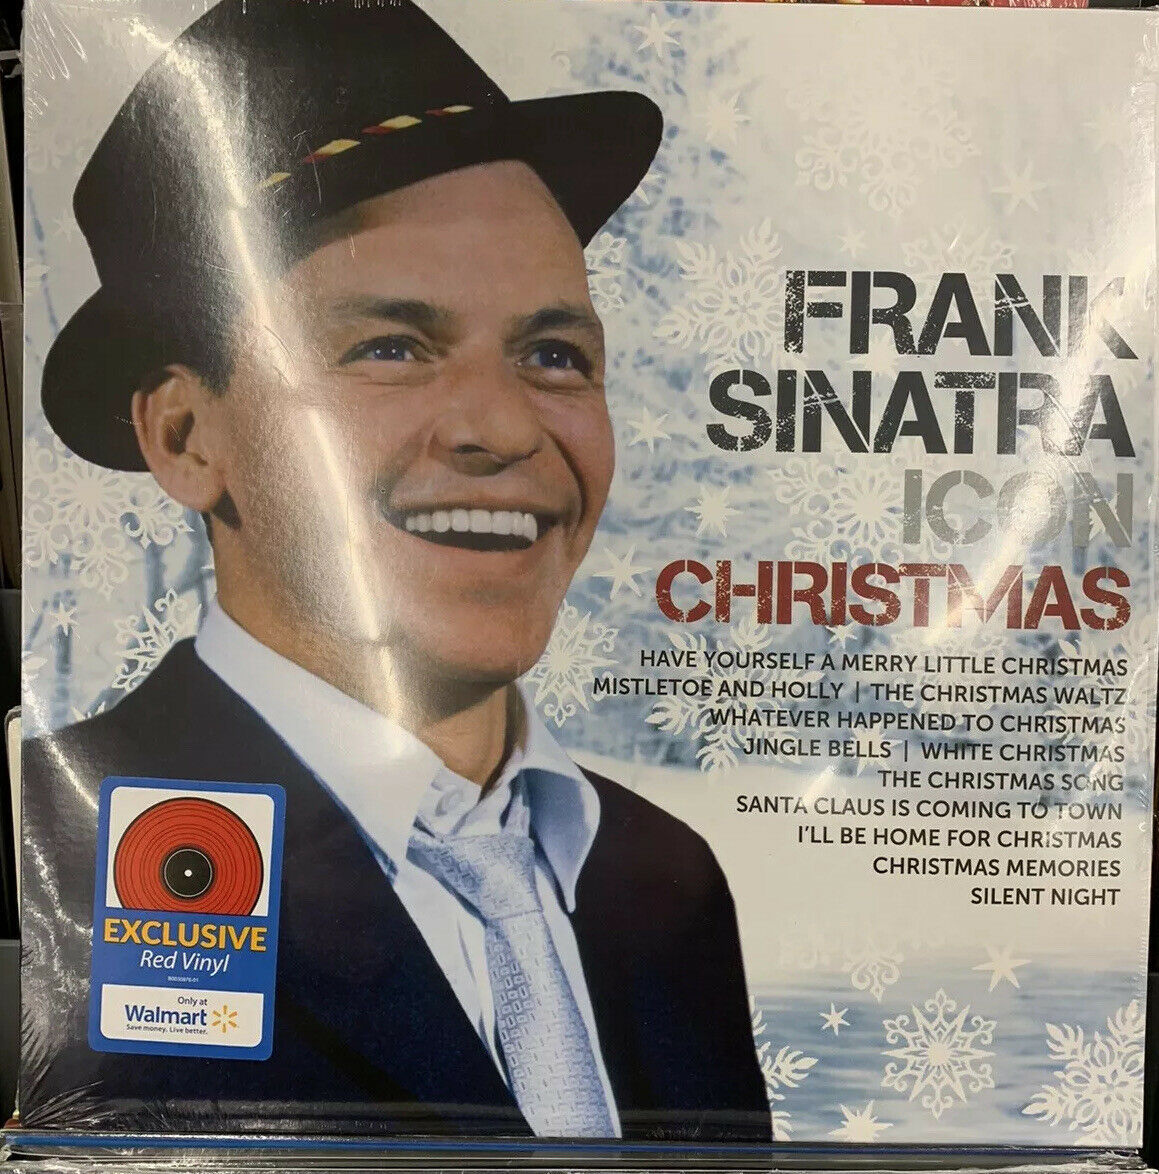 FRANK
SINATRA
ICON
CHRISTMAS
HAVE YOURSELF A MERRY LITTLE CHRISTMAS
MISTLETOE AND HOLLY | THE CHRISTMAS WALTZ
WHATEVER HAPPENED TO CHRISTMAS
JINGLE BELLS | WHITE CHRISTMAS
THE CHRISTMAS SONG
SANTA CLAUS IS COMING TO TOWN
I'LL BE HOME FOR CHRISTMAS
CHRISTMAS MEMORIES
SILENT NIGHT
EXCLUSIVE
Red Vinyl
Only at
Walmart
Save money. Live better.